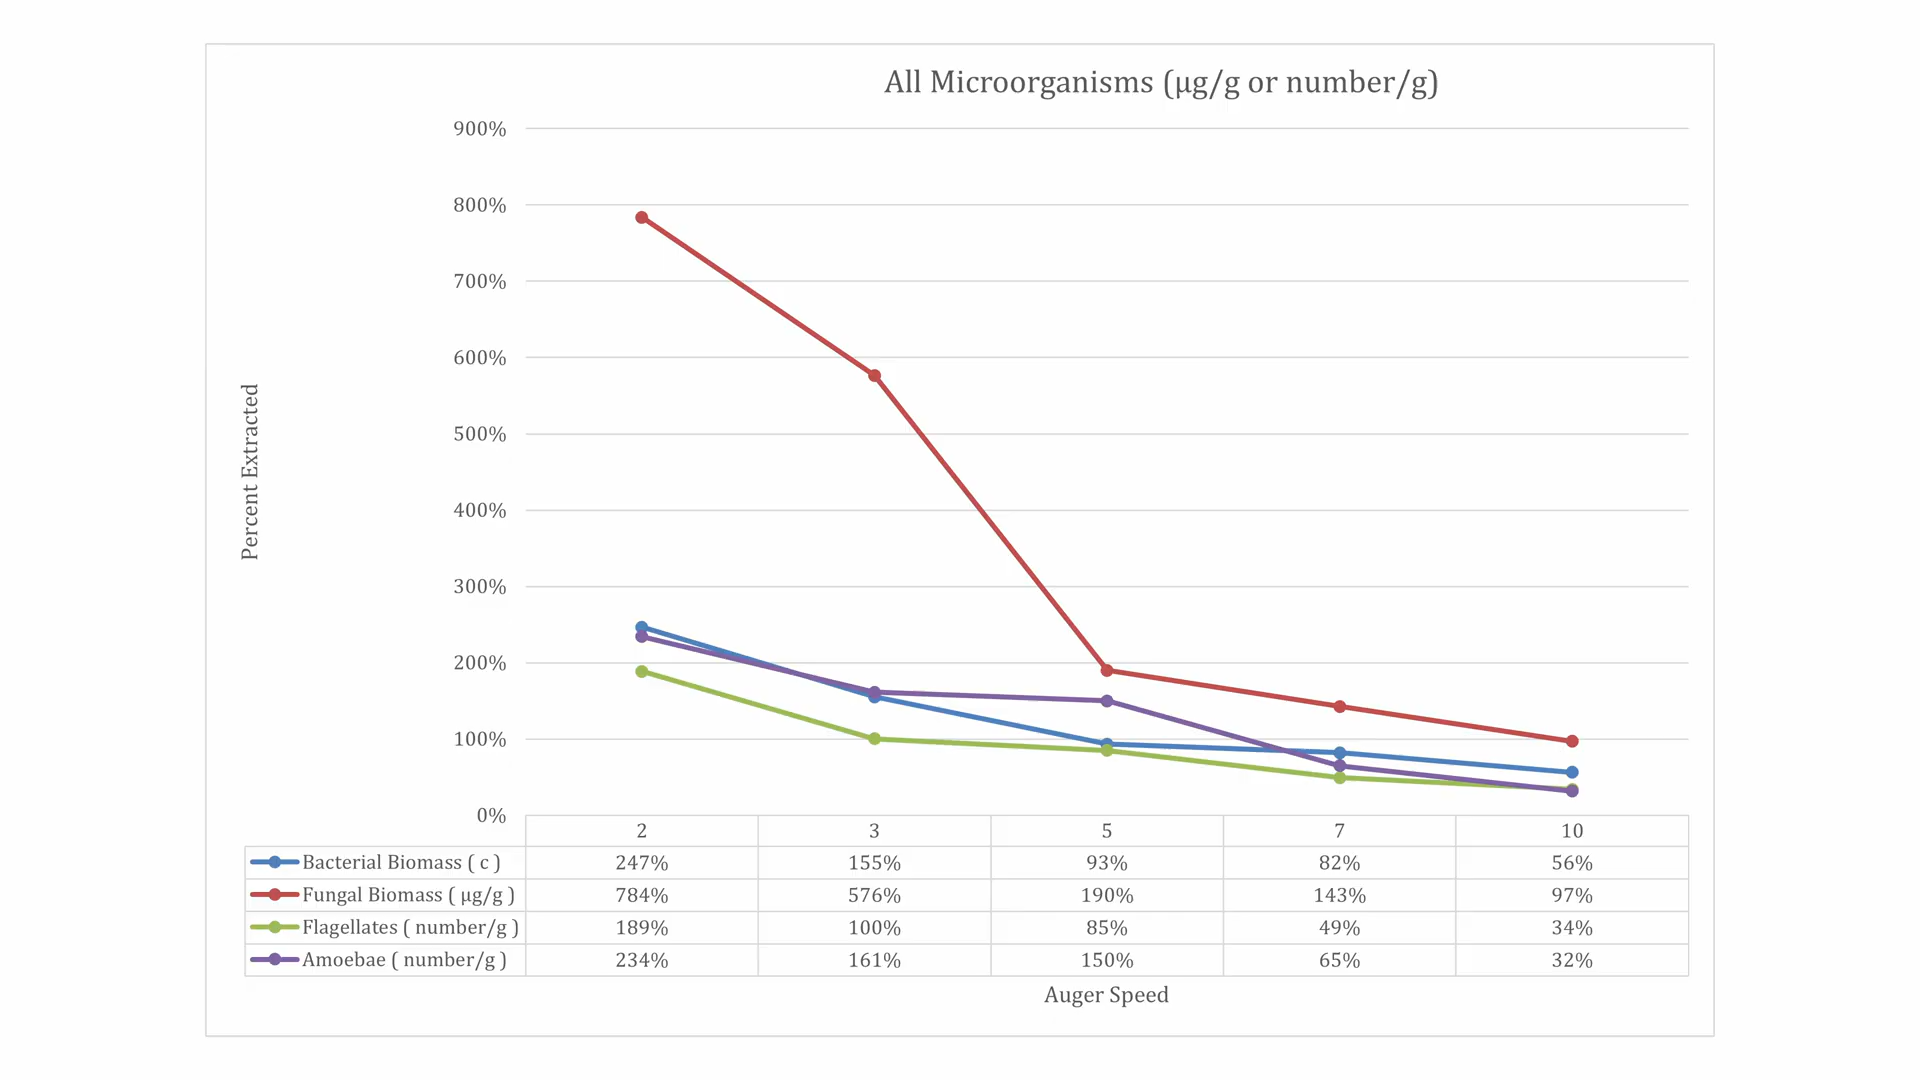 All Microorganisms (µg/g or number/g)
900%
800%
700%
600%
500%
400%
300%
200%
100%
0%
Percent Extracted
2 3 5 7 10
Bacterial Biomass ( c ) 247% 155% 93% 82% 56%
Fungal Biomass ( µg/g ) 784% 576% 190% 143% 97%
Flagellates ( number/g ) 189% 100% 85% 49% 34%
Amoebae ( number/g ) 234% 161% 150% 65% 32%
Auger Speed